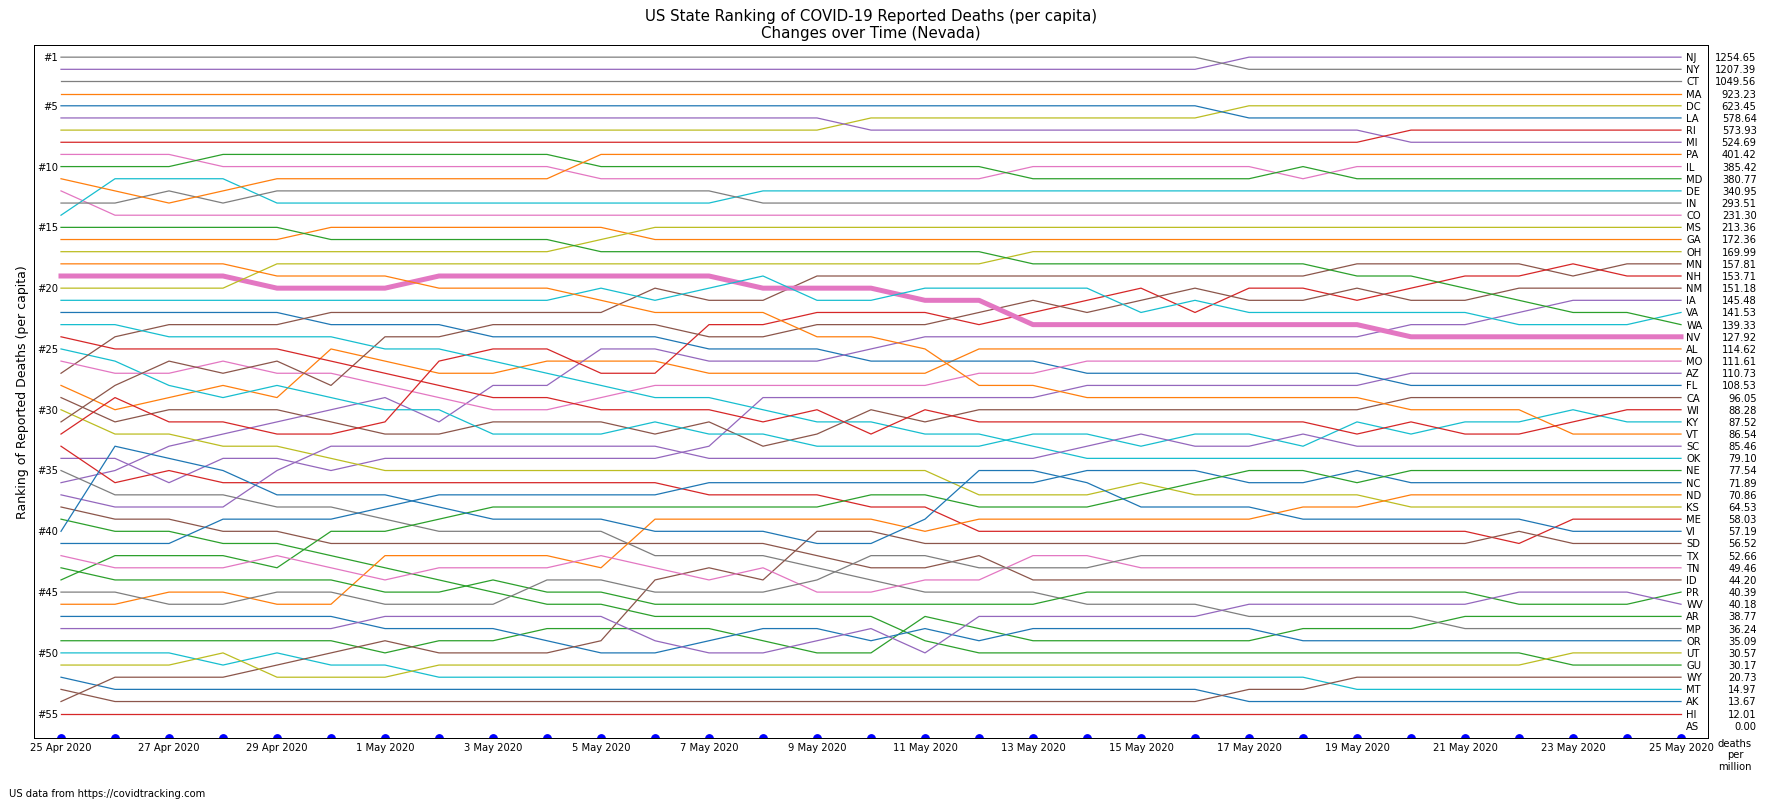 US State Ranking of COVID-19 Reported Deaths (per capita)
Changes over Time (Nevada)
Ranking of Reported Deaths (per capita)
#1
#5
#10
#15
#20
#25
#30
#35
#40
#45
#50
#55
NJ 1254.65
NY 1207.39
CT 1049.56
MA 923.23
DC 623.45
LA 578.64
RI 573.93
MI 524.69
PA 401.42
IL 385.42
MD 380.77
DE 340.95
IN 293.51
CO 231.30
MS 213.36
GA 172.36
OH 169.99
MN 157.81
NH 153.71
NM 151.18
IA 145.48
VA 141.53
WA 139.33
NV 127.92
AL 114.62
MO 111.61
AZ 110.73
FL 108.53
CA 96.05
WI 88.28
KY 87.52
VT 86.54
SC 85.46
OK 79.10
NE 77.54
NC 71.89
ND 70.86
KS 64.53
ME 58.03
VI 57.19
SD 56.52
TX 52.66
TN 49.46
ID 44.20
PR 40.39
WV 40.18
AR 38.77
MP 36.24
OR 35.09
UT 30.57
GU 30.17
WY 20.73
MT 14.97
AK 13.67
HI 12.01
AS 0.00
25 Apr 2020 27 Apr 2020 29 Apr 2020 1 May 2020 3 May 2020 5 May 2020 7 May 2020 9 May 2020 11 May 2020 13 May 2020 15 May 2020 17 May 2020 19 May 2020 21 May 2020 23 May 2020 25 May 2020
deaths
per
million
US data from https://covidtracking.com